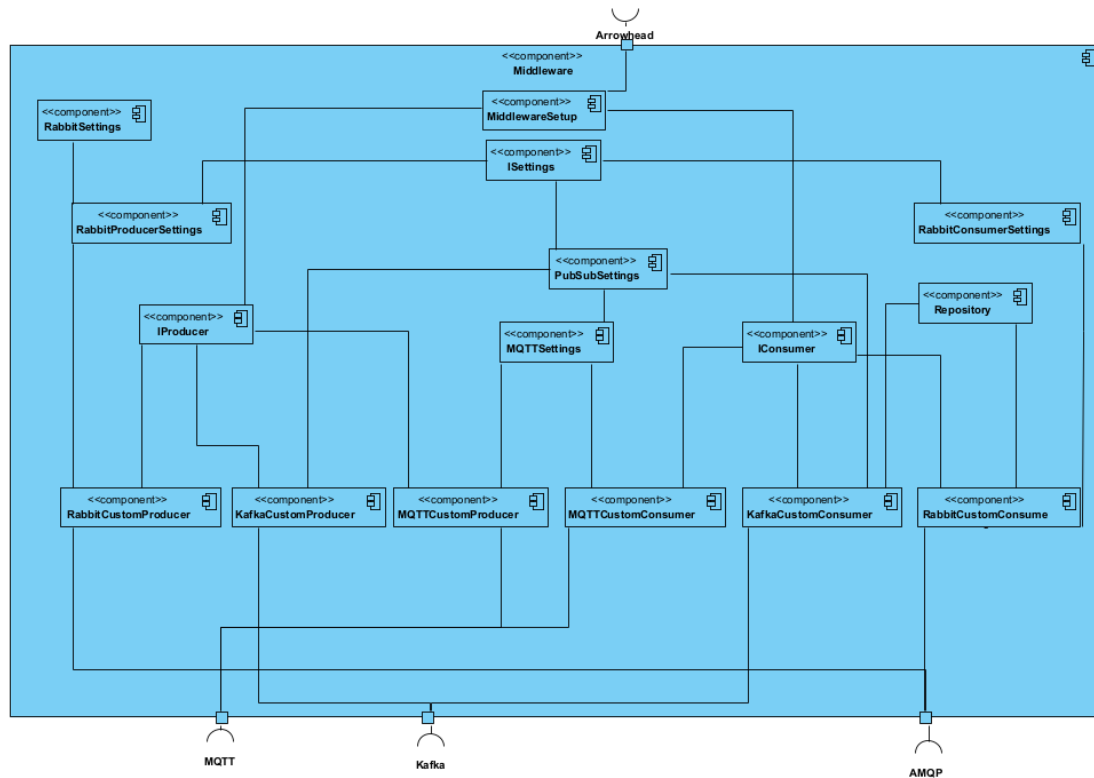 Arrowhead
<<component>>
Middleware
<<component>>
RabbitSettings
<<component>>
MiddlewareSetup
<<component>>
ISettings
<<component>>
RabbitProducerSettings
<<component>>
RabbitConsumerSettings
<<component>>
PubSubSettings
<<component>>
Repository
<<component>>
IProducer
<<component>>
MQTTSettings
<<component>>
IConsumer
<<component>>
RabbitCustomProducer
<<component>>
KafkaCustomProducer
<<component>>
MQTTCustomProducer
<<component>>
MQTTCustomConsumer
<<component>>
KafkaCustomConsumer
<<component>>
RabbitCustomConsume
MQTT
Kafka
AMQP